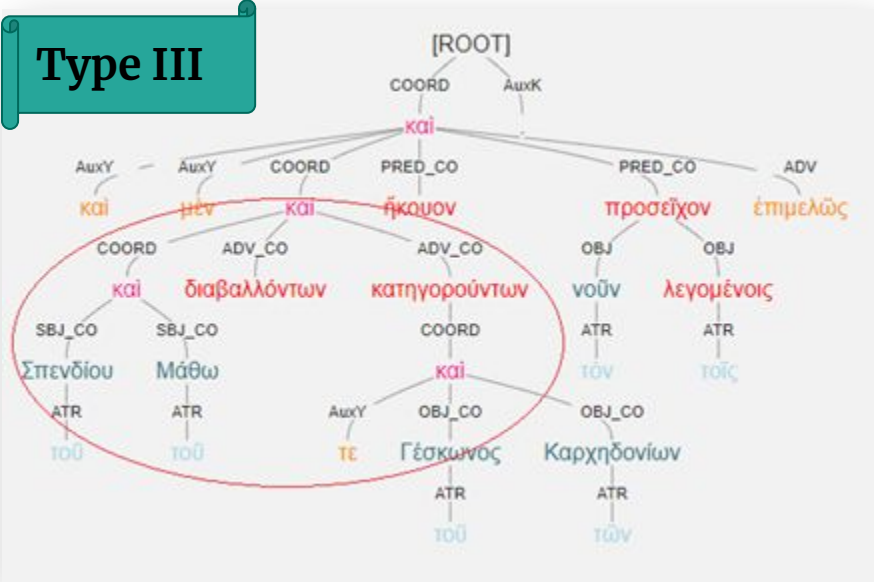 Type III
[ROOT]
COORD AuxK
καὶ .
AuxY AuxY COORD PRED_CO PRED_CO ADV
καὶ μὲν καὶ ἤκουον προσεῖχον ἐπιμελῶς
COORD ADV_CO ADV_CO OBJ OBJ
καὶ διαβαλλόντων κατηγορούντων νοῦν λεγομένοις
SBJ_CO SBJ_CO COORD ATR ATR
Σπενδίου Μάθω καὶ τὸν τοῖς
ATR ATR AuxY OBJ_CO OBJ_CO
τοῦ τοῦ τε Γέσκωνος Καρχηδονίων
ATR ATR
τοῦ τῶν